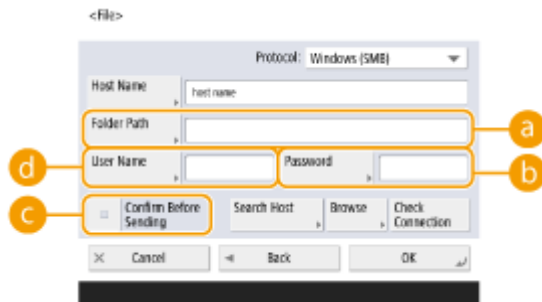 <File>
Protocol: Windows (SMB)
Host Name host name
Folder Path
a
d
User Name Password
b
c
Confirm Before Sending
Search Host Browse Check Connection
Cancel Back OK